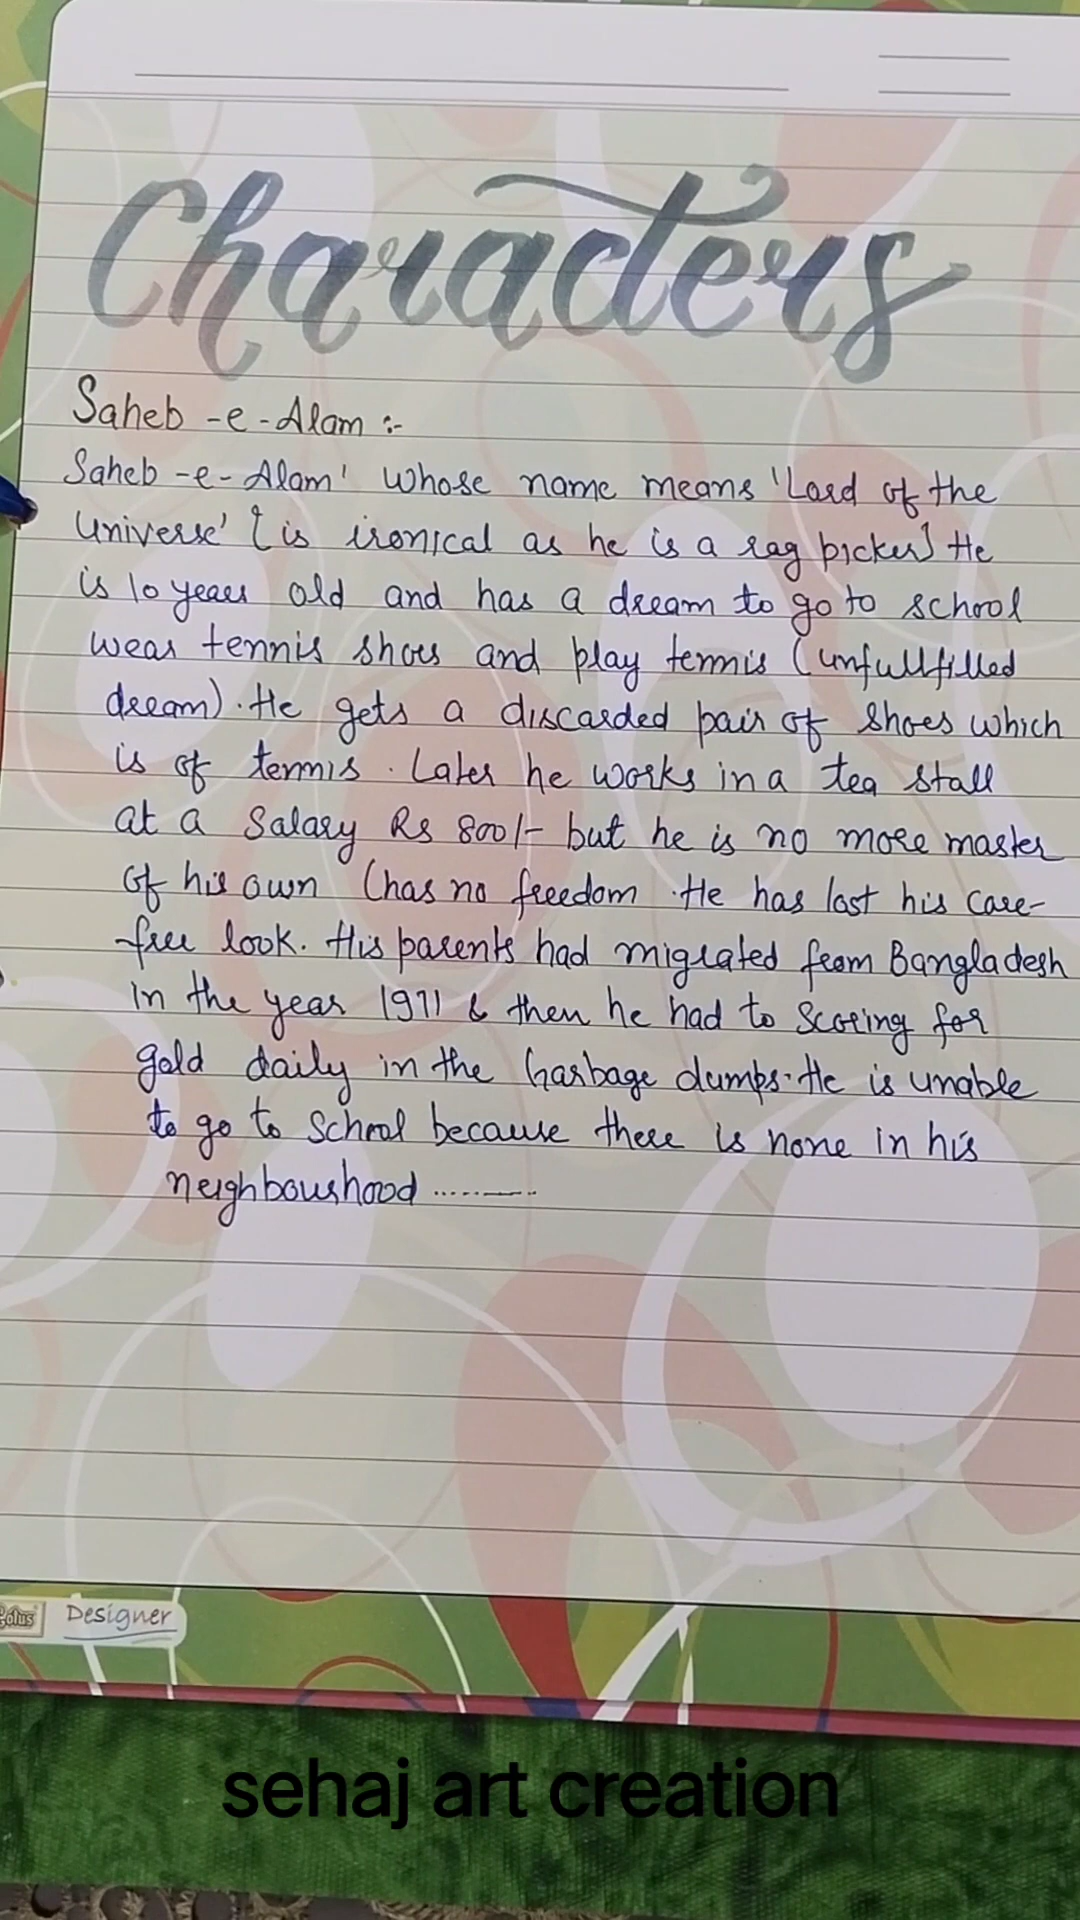 Characters
Saheb -e-Alam :-
Saheb -e- Alam' whose name means 'Lord of the
Universe' [is ironical as he is a rag picker] He
is 10 years old and has a dream to go to school
wear tennis shoes and play tennis (unfullfilled
dream). He gets a discarded pair of shoes which
is of tennis. Later he works in a tea stall
at a Salary Rs 800/- but he is no more master
of his own (has no freedom. He has lost his care-
free look. His parents had migrated from Bangladesh
in the year 1971 & then he had to Scoring for
gold daily in the Garbage dumps. He is unable
to go to School because there is none in his
neighbourhood ..........
Designer
sehaj art creation